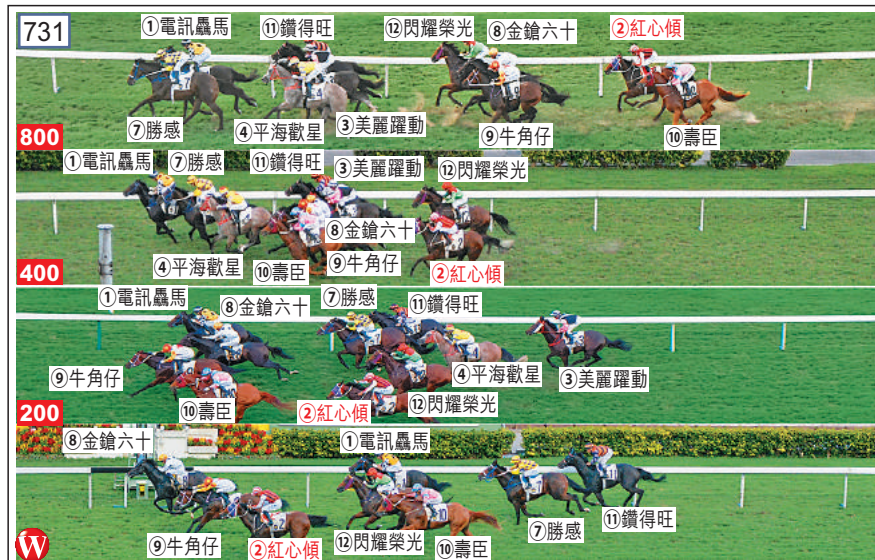 731
①電訊驫馬 ⑪鑽得旺 ⑫閃耀榮光 ⑧金鎗六十 ②紅心傾
⑦勝感 ④平海歡星 ③美麗躍動 ⑨牛角仔 ⑩壽臣
800
①電訊驫馬 ⑦勝感 ⑪鑽得旺 ③美麗躍動 ⑫閃耀榮光
⑧金鎗六十
④平海歡星 ⑩壽臣 ⑨牛角仔 ②紅心傾
400
①電訊驫馬 ⑧金鎗六十 ⑦勝感 ⑪鑽得旺
⑨牛角仔 ④平海歡星 ③美麗躍動
⑩壽臣 ②紅心傾 ⑫閃耀榮光
200
⑧金鎗六十 ①電訊驫馬
⑨牛角仔 ②紅心傾 ⑫閃耀榮光 ⑩壽臣 ⑦勝感 ⑪鑽得旺
W